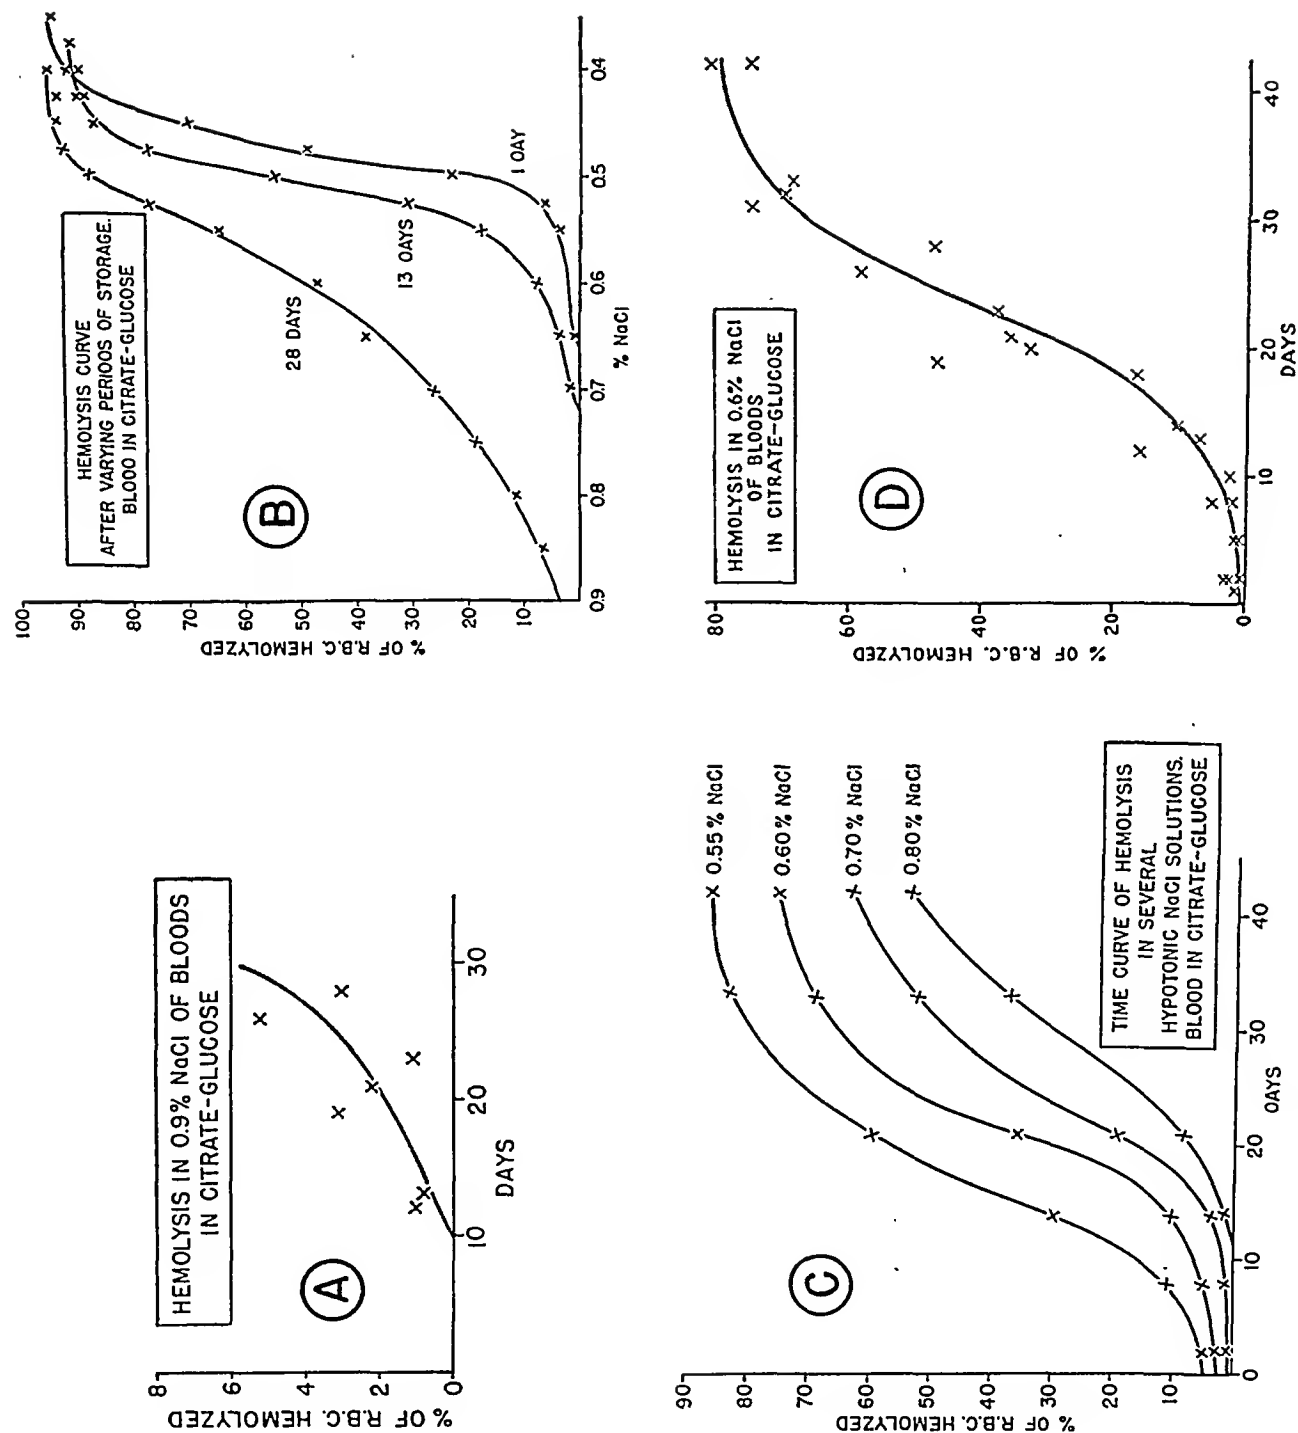 HEMOLYSIS IN 0.9% NaCl OF BLOODS
IN CITRATE-GLUCOSE
A
% OF R.B.C. HEMOLYZED
8
6
4
2
0
10
20
30
DAYS
HEMOLYSIS CURVE
AFTER VARYING PERIOOS OF STORAGE.
BLOOO IN CITRATE-GLUCOSE
B
% OF R.B.C. HEMOLYZED
100
90
80
70
60
50
40
30
20
10
28 DAYS
13 OAYS
1 OAY
0.9
0.8
0.7
0.6
0.5
0.4
% NaCl
C
% OF R.B.C. HEMOLYZED
90
80
70
60
50
40
30
20
10
0.55% NaCl
0.60% NaCl
0.70% NaCl
0.80% NaCl
TIME CURVE OF HEMOLYSIS
IN SEVERAL
HYPOTONIC NaCl SOLUTIONS.
BLOOD IN CITRATE-GLUCOSE
0
10
20
30
40
OAYS
HEMOLYSIS IN 0.6% NaCl
OF BLOODS
IN CITRATE-GLUCOSE
D
% OF R.B.C. HEMOLYZED
80
60
40
20
0
10
20
30
40
DAYS